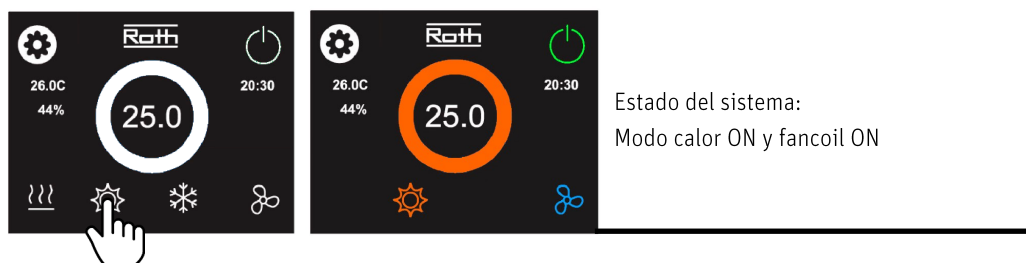 Roth
26.0C
20:30
44%
25.0
Roth
26.0C
20:30
44%
25.0
Estado del sistema:
Modo calor ON y fancoil ON